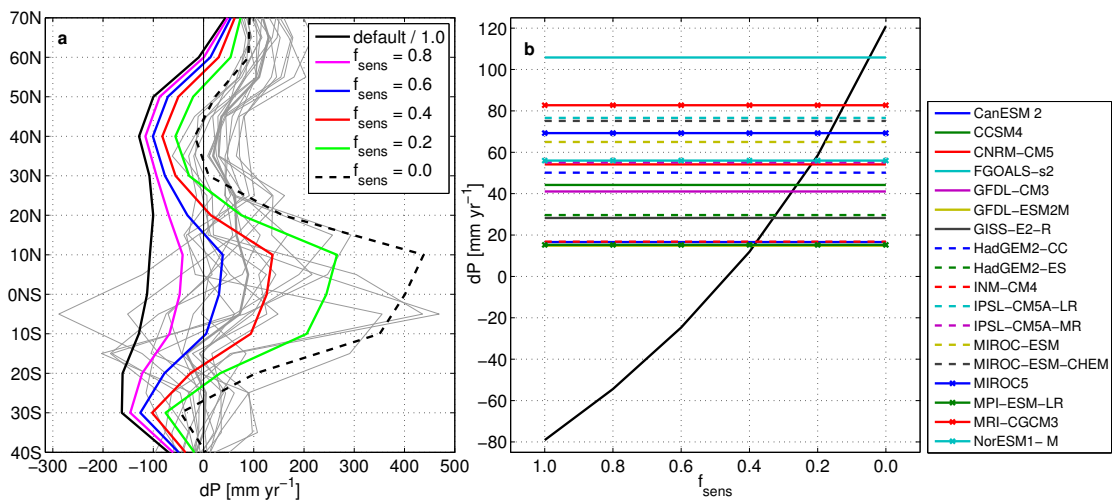 a
70N
60N
50N
40N
30N
20N
10N
0NS
10S
20S
30S
40S
−300 −200 −100 0 100 200 300 400 500
dP [mm yr⁻¹]
default / 1.0
f_sens = 0.8
f_sens = 0.6
f_sens = 0.4
f_sens = 0.2
f_sens = 0.0
b
dP [mm yr⁻¹]
120
100
80
60
40
20
0
−20
−40
−60
−80
1.0 0.8 0.6 0.4 0.2 0.0
f_sens
CanESM 2
CCSM4
CNRM−CM5
FGOALS−s2
GFDL−CM3
GFDL−ESM2M
GISS−E2−R
HadGEM2−CC
HadGEM2−ES
INM−CM4
IPSL−CM5A−LR
IPSL−CM5A−MR
MIROC−ESM
MIROC−ESM−CHEM
MIROC5
MPI−ESM−LR
MRI−CGCM3
NorESM1− M